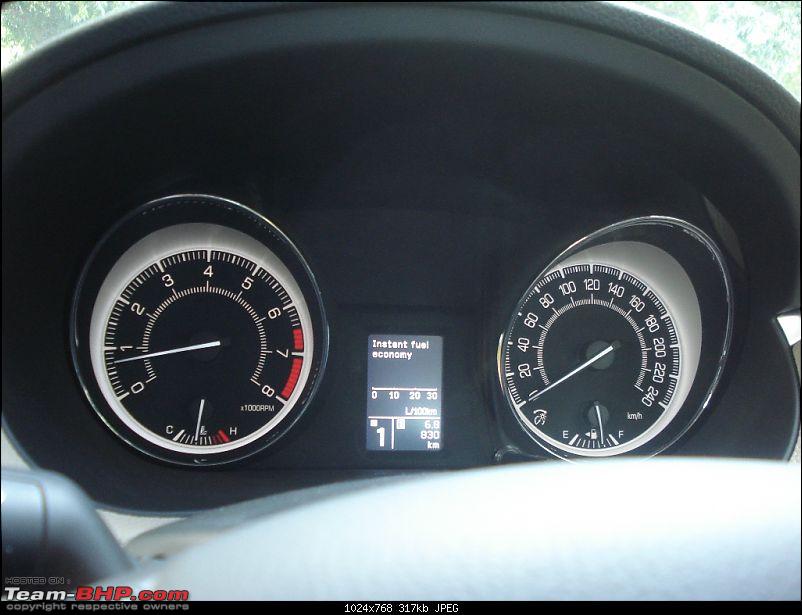 0 1 2 3 4 5 6 7 8
x1000RPM
C H
Instant fuel
economy
0 10 20 30
L/100km
1
6.8
830
km
20 40 60 80 100 120 140 160 180 200 220 240
km/h
E F
HOSTED ON :
Team-BHP.com
copyright respective owners
1024x768 317kb JPEG